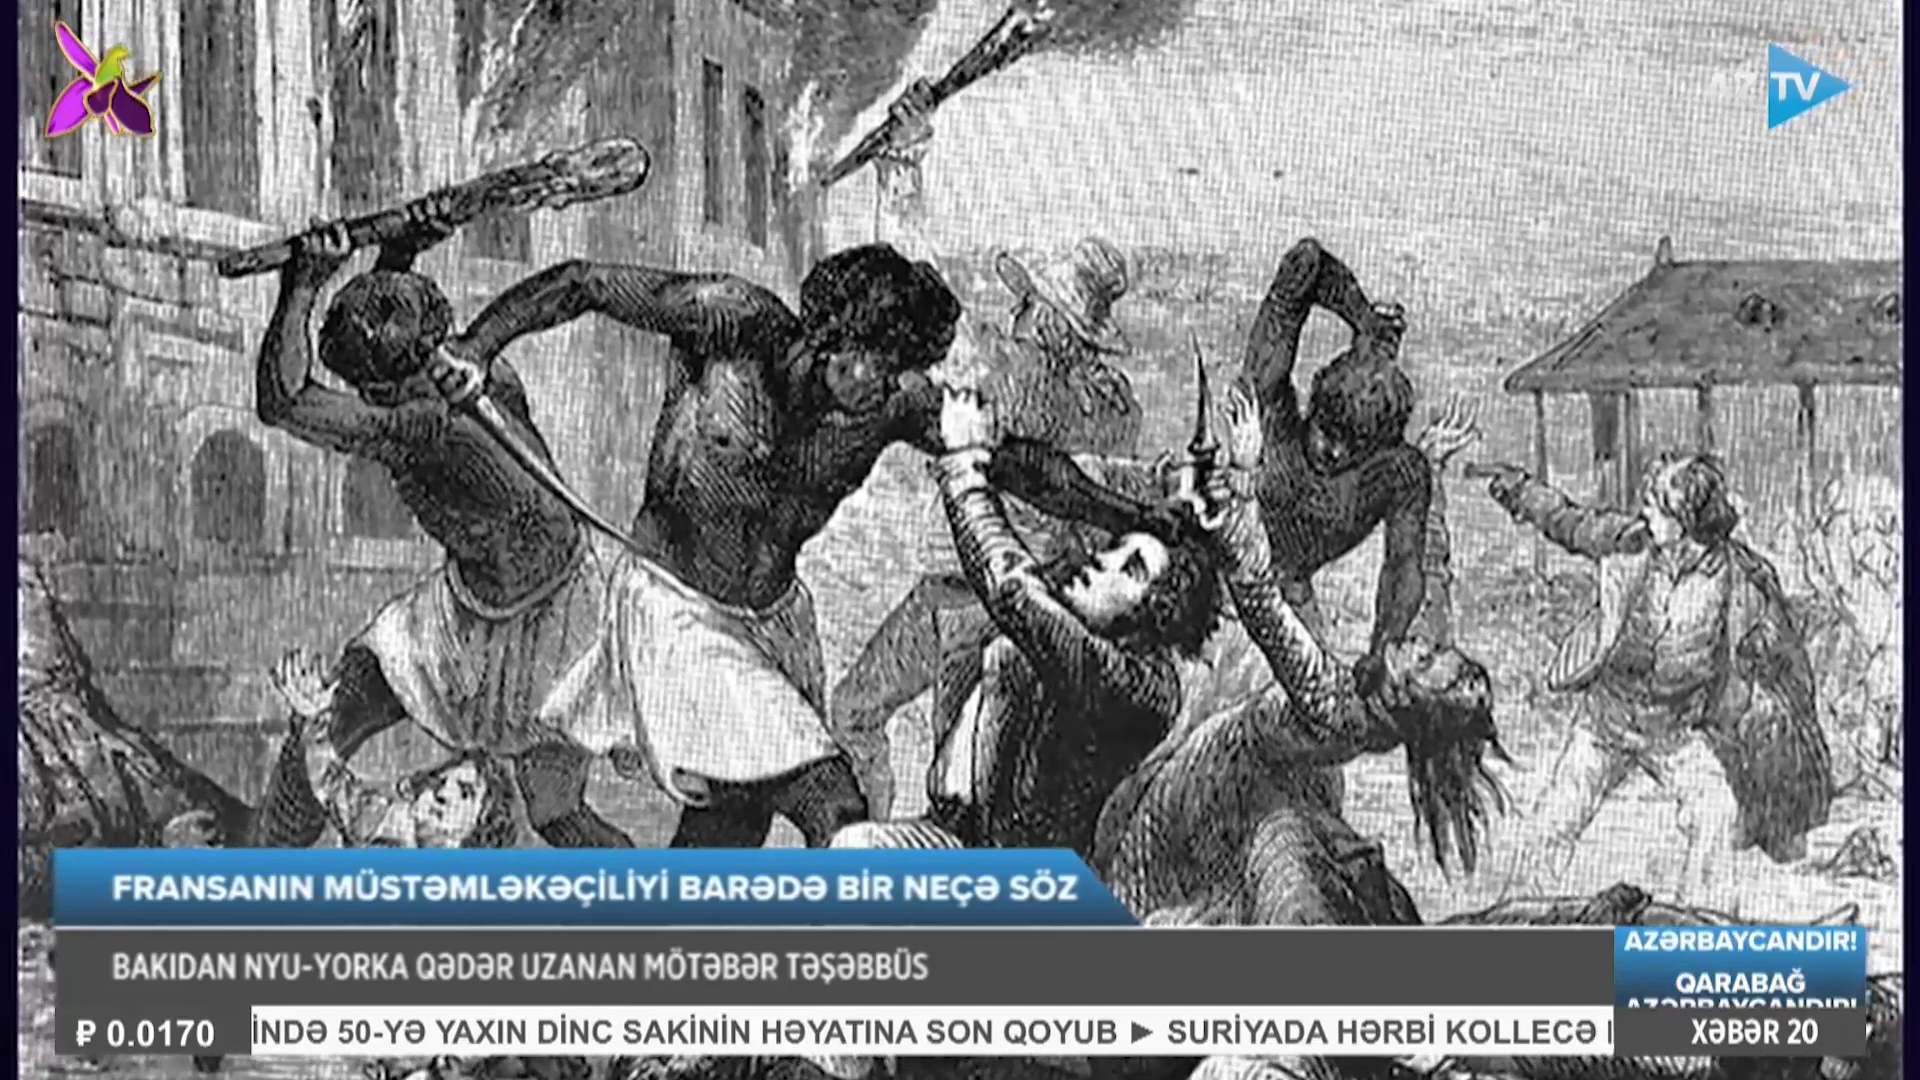 TV
FRANSANIN MÜSTƏMLƏKƏÇİLİYİ BARƏDƏ BİR NEÇƏ SÖZ
BAKIDAN NYU-YORKA QƏDƏR UZANAN MÖTƏBƏR TƏŞƏBBÜS
AZƏRBAYCANDIR!
QARABAĞ
AZƏRBAYCANDIR!
₽ 0.0170
İNDƏ 50-YƏ YAXIN DİNC SAKİNİN HƏYATINA SON QOYUB ► SURİYADA HƏRBİ KOLLECƏ
XƏBƏR 20